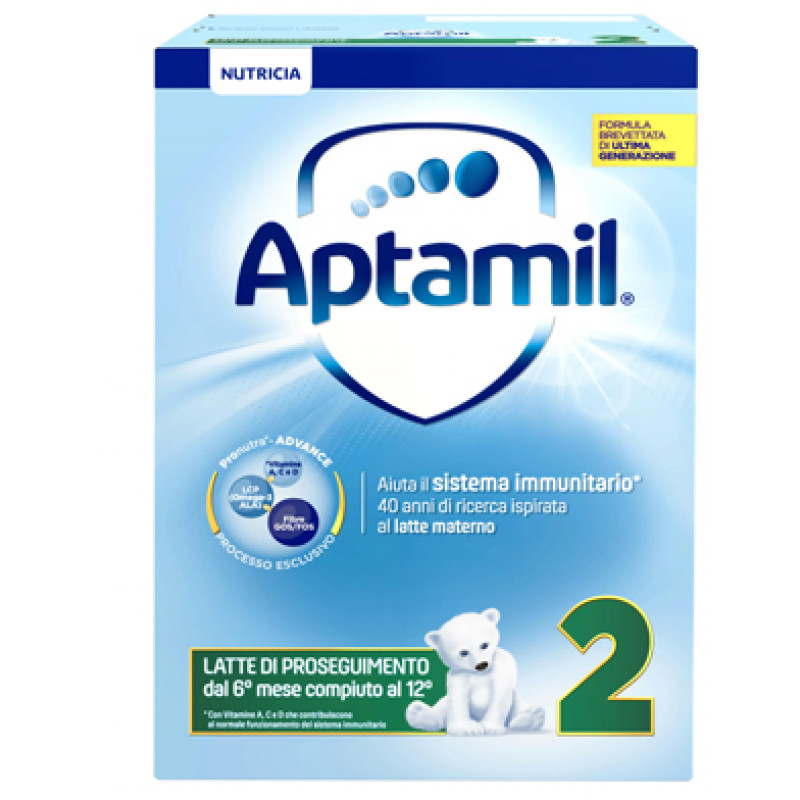 2
NUTRICIA
FORMULA
BREVETTATA
DI ULTIMA
GENERAZIONE
Aptamil®
Pronutra®-ADVANCE
*Vitamine
A, C e D
LCP
(Omega-3
ALA)
Fibre
GOS/FOS
PROCESSO ESCLUSIVO
Aiuta il sistema immunitario*
40 anni di ricerca ispirata
al latte materno
2
LATTE DI PROSEGUIMENTO
dal 6° mese compiuto al 12°
*Con Vitamine A, C e D che contribuiscono
al normale funzionamento del sistema immunitario